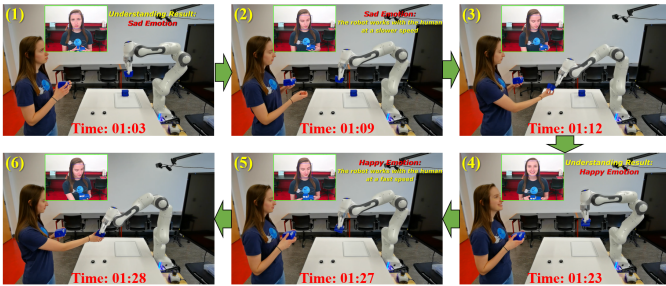 (1)
Understanding Result:
Sad Emotion
Time: 01:03
(2)
Sad Emotion:
The robot works with the human
at a slower speed
Time: 01:09
(3)
Time: 01:12
(4)
Understanding Result:
Happy Emotion
Time: 01:23
(5)
Happy Emotion:
The robot works with the human
at a fast speed
Time: 01:27
(6)
Time: 01:28